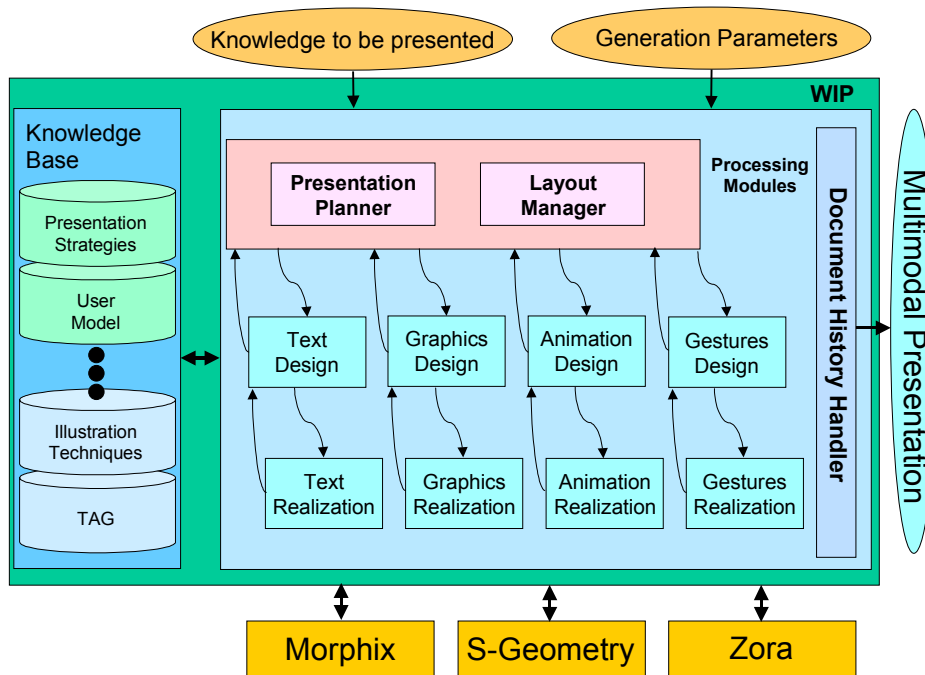 Knowledge to be presented
Generation Parameters
WIP
Knowledge
Base
Presentation
Strategies
User
Model
Illustration
Techniques
TAG
Presentation
Planner
Layout
Manager
Processing
Modules
Text
Design
Graphics
Design
Animation
Design
Gestures
Design
Text
Realization
Graphics
Realization
Animation
Realization
Gestures
Realization
Document History Handler
Multimodal Presentation
Morphix
S-Geometry
Zora